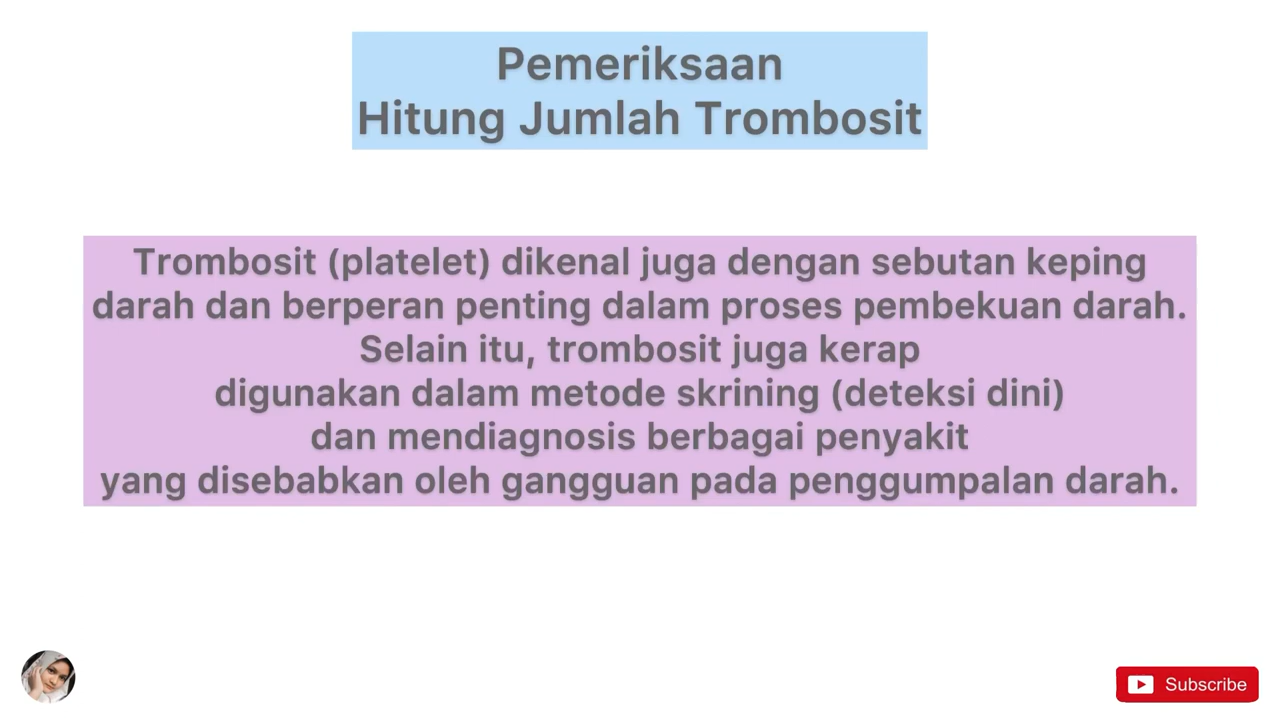 Pemeriksaan
Hitung Jumlah Trombosit
Trombosit (platelet) dikenal juga dengan sebutan keping
darah dan berperan penting dalam proses pembekuan darah.
Selain itu, trombosit juga kerap
digunakan dalam metode skrining (deteksi dini)
dan mendiagnosis berbagai penyakit
yang disebabkan oleh gangguan pada penggumpalan darah.
Subscribe